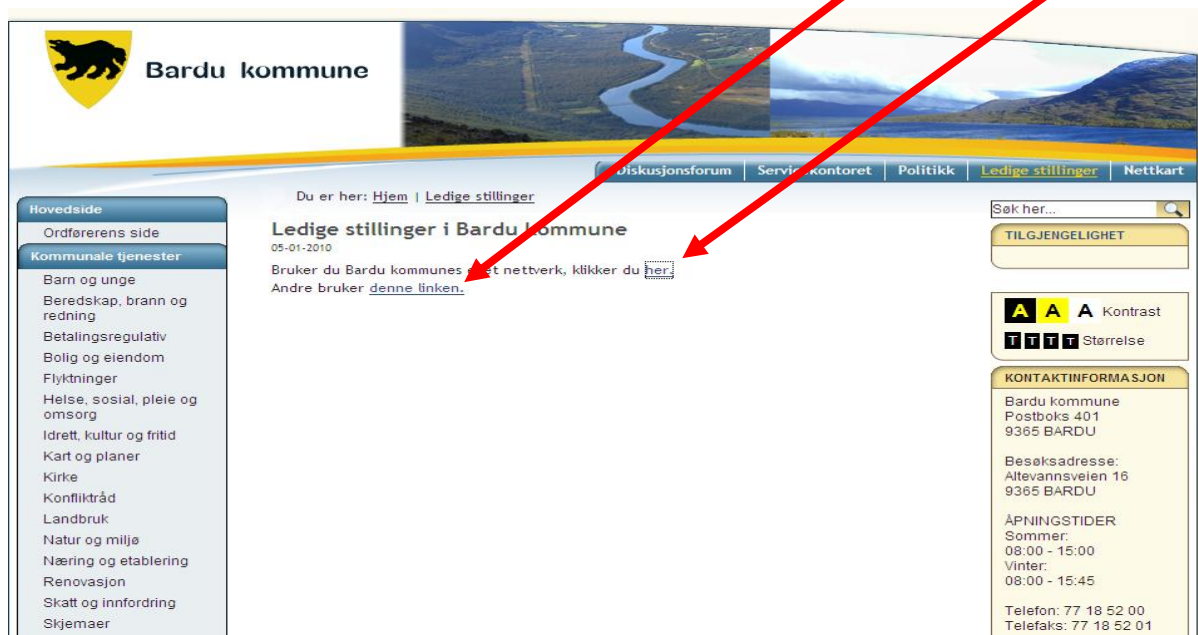 Bardu kommune
Diskusjonsforum Servicekontoret Politikk Ledige stillinger Nettkart
Du er her: Hjem | Ledige stillinger
Hovedside
Ordførerens side
Kommunale tjenester
Barn og unge
Beredskap, brann og
redning
Betalingsregulativ
Bolig og eiendom
Flyktninger
Helse, sosial, pleie og
omsorg
Idrett, kultur og fritid
Kart og planer
Kirke
Konfliktråd
Landbruk
Natur og miljø
Næring og etablering
Renovasjon
Skatt og innfordring
Skjemaer
Ledige stillinger i Bardu kommune
05-01-2010
Bruker du Bardu kommunes eget nettverk, klikker du her.
Andre bruker denne linken.
Søk her...
TILGJENGELIGHET
A A A Kontrast
T T T T Størrelse
KONTAKTINFORMASJON
Bardu kommune
Postboks 401
9365 BARDU
Besøksadresse:
Altevannsveien 16
9365 BARDU
ÅPNINGSTIDER
Sommer:
08:00 - 15:00
Vinter:
08:00 - 15:45
Telefon: 77 18 52 00
Telefaks: 77 18 52 01